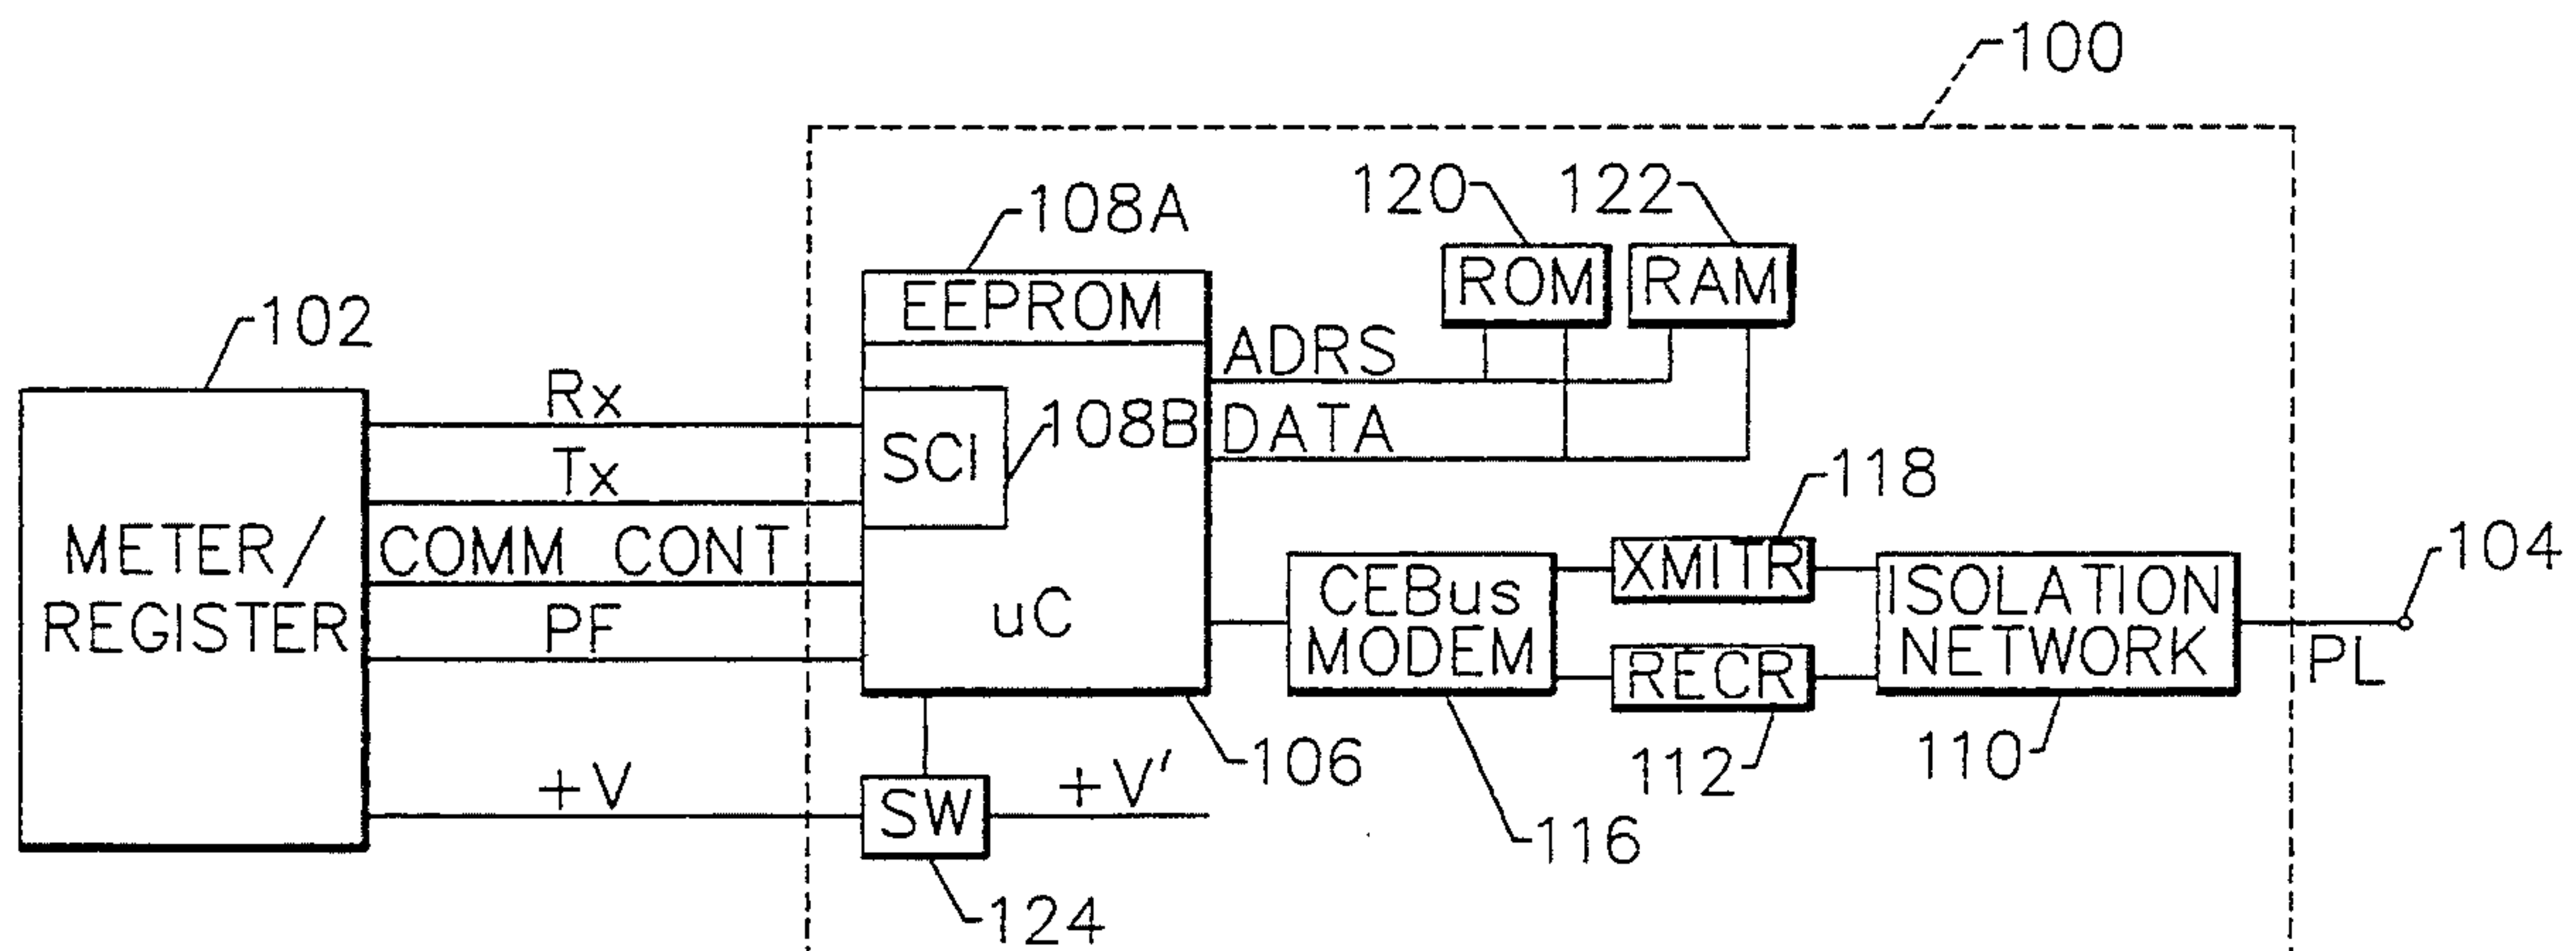 100
120
122
108A
ROM
RAM
102
EEPROM
ADRS
Rx
108B
DATA
SCI
Tx
118
METER/
REGISTER
COMM CONT
XMITR
104
CEBus
MODEM
ISOLATION
NETWORK
uC
PF
RECR
PL
106
112
110
+V
SW
+V'
116
124